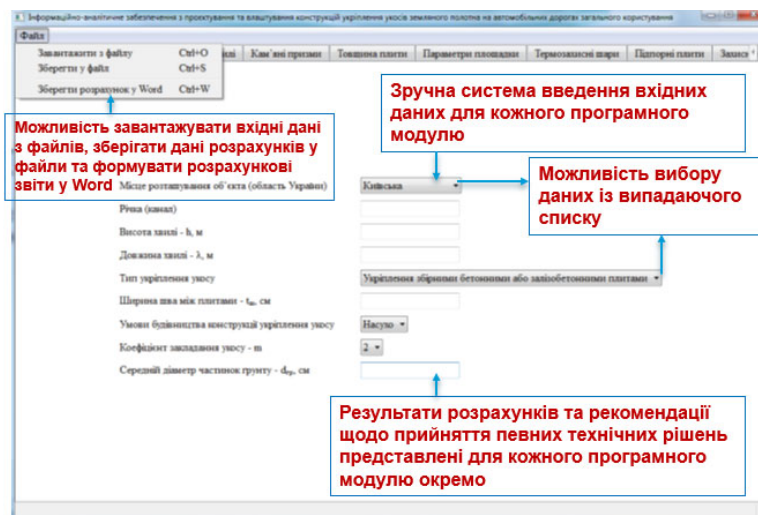 Інформаційно-аналітичне забезпечення з проектування та влаштування конструкцій укріплення укосів земляного полотна на автомобільних дорогах загального користування
Файл
Завантажити з файлу Ctrl+O
Зберегти у файл Ctrl+S
Зберегти розрахунок у Word Ctrl+W
Кам'яні призми Товщина плити Параметри площадки Термозахисні шари Підпорні плити
Можливість завантажувати вхідні дані
з файлів, зберігати дані розрахунків у
файли та формувати розрахункові
звіти у Word
Зручна система введення вхідних
даних для кожного програмного
модулю
Можливість вибору
даних із випадаючого
списку
Місце розташування об'єкта (область України) Київська
Річка (канал)
Висота хвилі - h, м
Довжина хвилі - λ, м
Тип укріплення укосу Укріплення збірними бетонними або залізобетонними плитами
Ширина шва між плитами - tш, см
Умови будівництва конструкції укріплення укосу Насухо
Коефіцієнт закладання укосу - m 2
Середній діаметр частинок грунту - dгр, см
Результати розрахунків та рекомендації
щодо прийняття певних технічних рішень
представлені для кожного програмного
модулю окремо